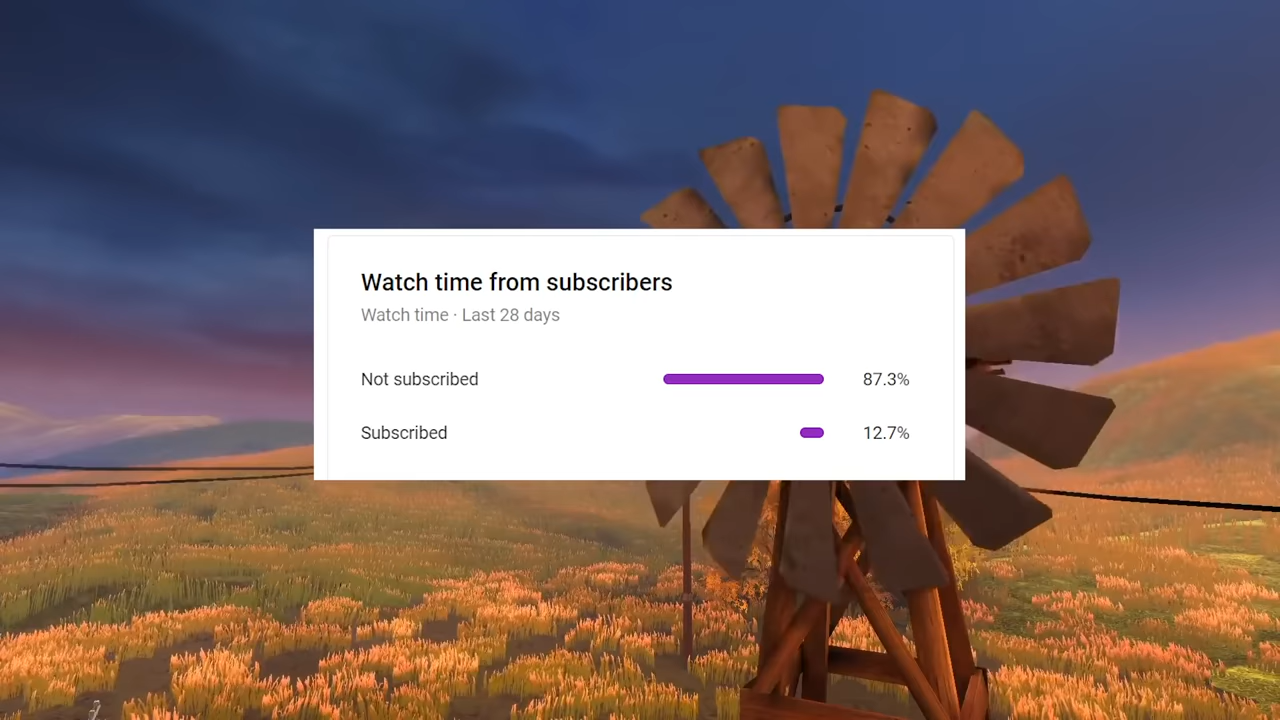 Watch time from subscribers
Watch time · Last 28 days
Not subscribed 87.3%
Subscribed 12.7%